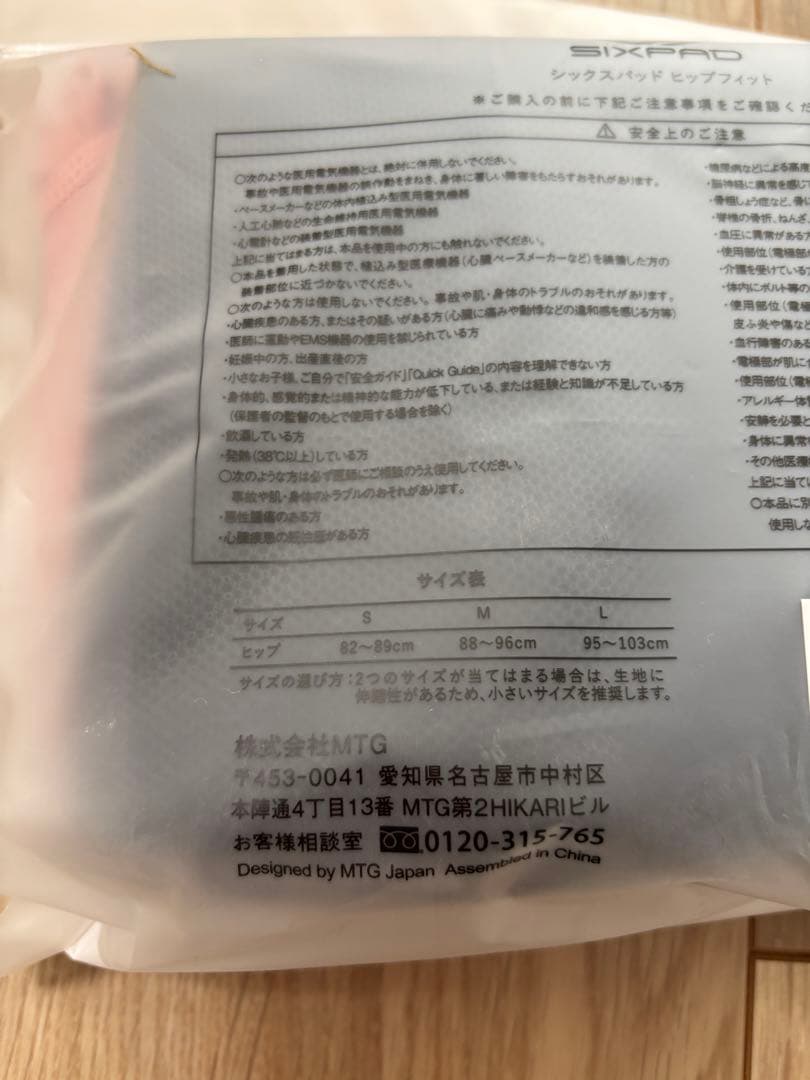 SIXPAD
シックスパッド ヒップフィット
※ご購入の前に下記ご注意事項をご確認くだ
⚠ 安全上のご注意
○次のような医用電気機器とは、絶対に併用しないでください。
事故や医用電気機器の誤作動をまねき、身体に著しい障害をもたらすおそれがあります。
・ペースメーカーなどの体内植込み型医用電気機器
・人工心肺などの生命維持用医用電気機器
・心電計などの装着型医用電気機器
上記に当てはまる方は、本品を使用中の方にも触れないでください。
○本品を着用した状態で、植込み型医療機器(心臓ペースメーカーなど)を装着した方の
装着部位に近づかないでください。
○次のような方は使用しないでください。事故や肌・身体のトラブルのおそれがあります。
・心臓疾患のある方、またはその疑いがある方(心臓に痛みや動悸などの違和感を感じる方等)
・医師に運動やEMS機器の使用を禁じられている方
・妊娠中の方、出産直後の方
・小さなお子様、ご自分で「安全ガイド」「Quick Guide」の内容を理解できない方
・身体的、感覚的または精神的な能力が低下している、または経験と知識が不足している方
(保護者の監督のもとで使用する場合を除く)
・飲酒している方
・発熱(38℃以上)している方
○次のような方は必ず医師にご相談のうえ使用してください。
事故や肌・身体のトラブルのおそれがあります。
・悪性腫瘍のある方
・心臓疾患の既往歴がある方
・糖尿病などによる高度
・脳神経に異常を感じ
・骨粗しょう症など、骨に
・脊椎の骨折、ねんざ、
・血圧に異常がある方
・使用部位(電極部が
・介護を受けている方
・体内にボルト等の
・使用部位(電極
皮ふ炎や傷など
・血行障害のある
・電極部が肌に合
・使用部位(電
・アレルギー体質
・安静を必要と
・身体に異常
・その他医療
上記に当て
○本品に別
使用しな
サイズ表
サイズ S M L
ヒップ 82〜89cm 88〜96cm 95〜103cm
サイズの選び方:2つのサイズが当てはまる場合は、生地に
伸縮性があるため、小さいサイズを推奨します。
株式会社MTG
〒453-0041 愛知県名古屋市中村区
本陣通4丁目13番 MTG第2HIKARIビル
お客様相談室 0120-315-765
Designed by MTG Japan Assembled in China